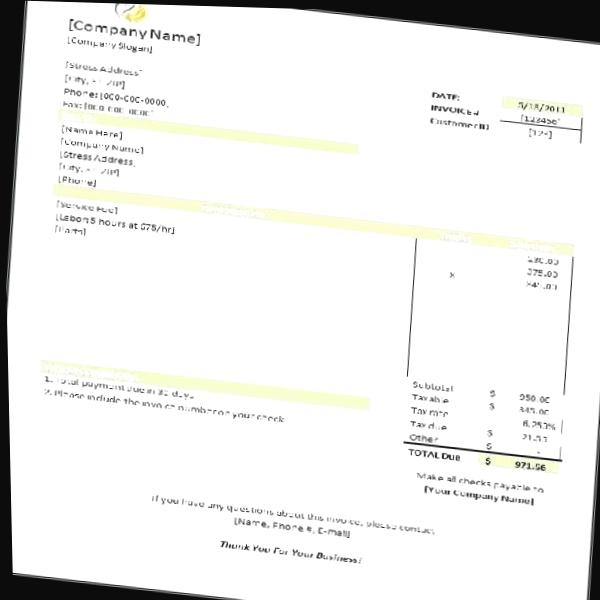 [Company Name]
[Company Slogan]
[Stress Address]
[City, ST ZIP]
Phone: [000-000-0000]
Fax: [000-000-0000]
DATE: 5/13/2011
INVOICE # [123456]
Customer ID [123]
[Name Here]
[Company Name]
[Stress Address]
[City, ST ZIP]
[Phone]
[Service Fee] 230.00
[Labor: 5 hours at $75/hr] 375.00
[Parts] x 345.00
Subtotal $ 950.00
Taxable $ 345.00
Tax rate 6.250%
Tax due $ 21.56
Other $ -
TOTAL Due $ 971.56
1. Total payment due in 30 days
2. Please include the invoice number on your check
Make all checks payable to
[Your Company Name]
If you have any questions about this invoice, please contact
[Name, Phone #, E-mail]
Thank You For Your Business!